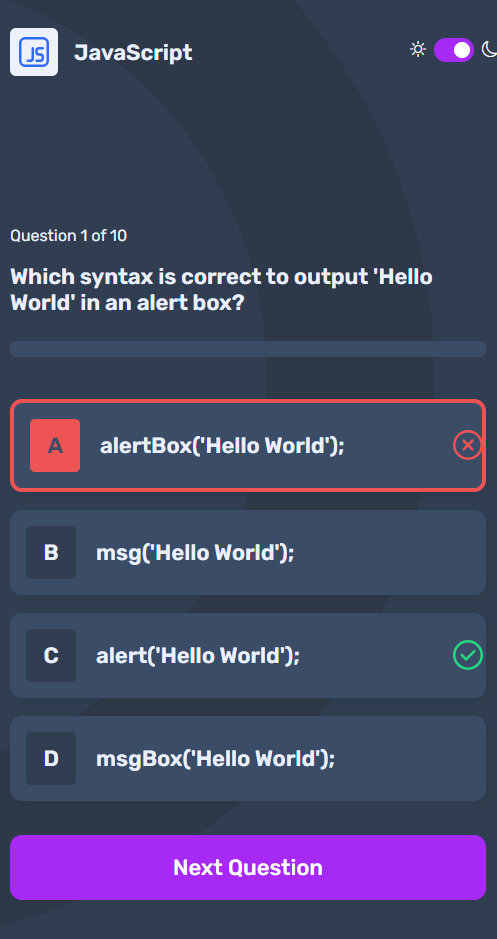 JS JavaScript
Question 1 of 10
Which syntax is correct to output 'Hello
World' in an alert box?
A alertBox('Hello World');
B msg('Hello World');
C alert('Hello World');
D msgBox('Hello World');
Next Question